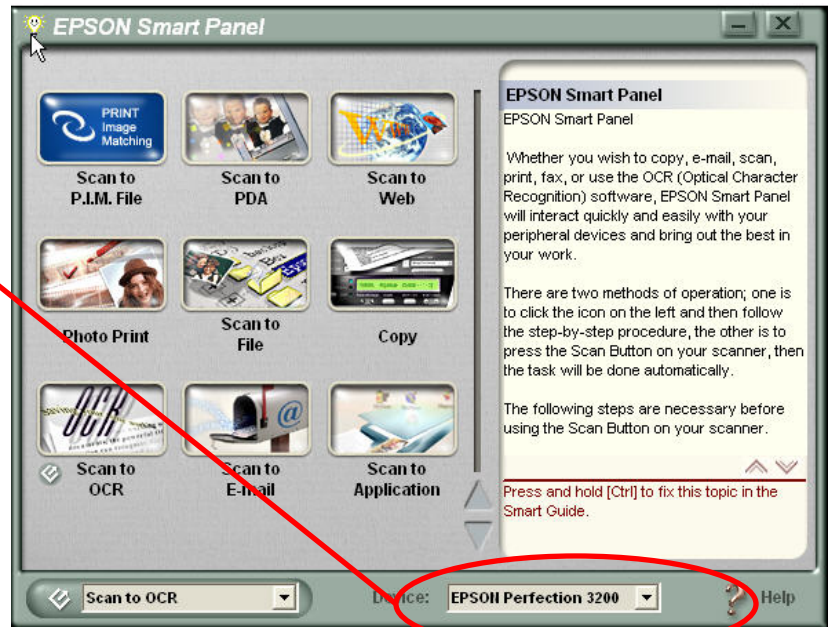 EPSON Smart Panel
PRINT
Image
Matching
Scan to
P.I.M. File
Scan to
PDA
Win
Scan to
Web
Photo Print
Scan to
File
Copy
OCR
Scan to
OCR
@
Scan to
E-mail
Scan to
Application
EPSON Smart Panel
EPSON Smart Panel
Whether you wish to copy, e-mail, scan,
print, fax, or use the OCR (Optical Character
Recognition) software, EPSON Smart Panel
will interact quickly and easily with your
peripheral devices and bring out the best in
your work.
There are two methods of operation; one is
to click the icon on the left and then follow
the step-by-step procedure, the other is to
press the Scan Button on your scanner, then
the task will be done automatically.
The following steps are necessary before
using the Scan Button on your scanner.
Press and hold [Ctrl] to fix this topic in the
Smart Guide.
Scan to OCR
Device: EPSON Perfection 3200
? Help